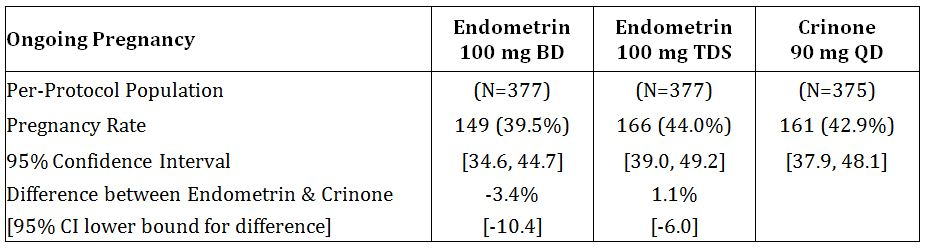 Ongoing Pregnancy Endometrin 100 mg BD Endometrin 100 mg TDS Crinone 90 mg QD
Per-Protocol Population (N=377) (N=377) (N=375)
Pregnancy Rate 149 (39.5%) 166 (44.0%) 161 (42.9%)
95% Confidence Interval [34.6, 44.7] [39.0, 49.2] [37.9, 48.1]
Difference between Endometrin & Crinone -3.4% 1.1%
[95% CI lower bound for difference] [-10.4] [-6.0]